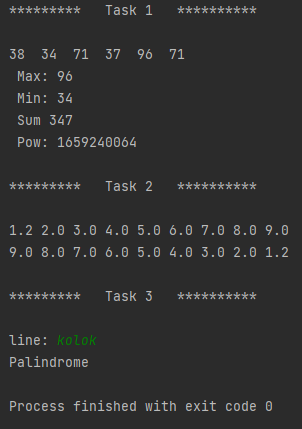 *********   Task 1   **********
38  34  71  37  96  71
Max: 96
Min: 34
Sum 347
Pow: 1659240064
*********   Task 2   **********
1.2 2.0 3.0 4.0 5.0 6.0 7.0 8.0 9.0
9.0 8.0 7.0 6.0 5.0 4.0 3.0 2.0 1.2
*********   Task 3   **********
line: kolok
Palindrome
Process finished with exit code 0